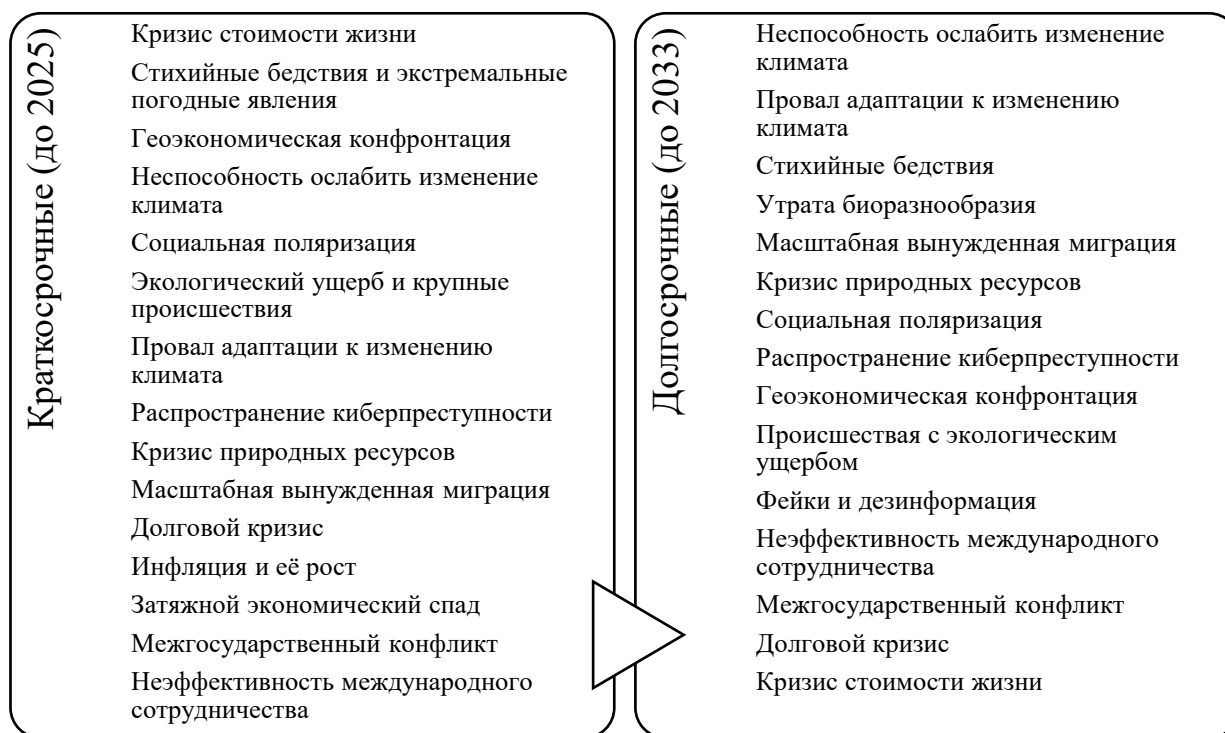 Краткосрочные (до 2025)
Кризис стоимости жизни
Стихийные бедствия и экстремальные
погодные явления
Геоэкономическая конфронтация
Неспособность ослабить изменение
климата
Социальная поляризация
Экологический ущерб и крупные
происшествия
Провал адаптации к изменению
климата
Распространение киберпреступности
Кризис природных ресурсов
Масштабная вынужденная миграция
Долговой кризис
Инфляция и её рост
Затяжной экономический спад
Межгосударственный конфликт
Неэффективность международного
сотрудничества
Долгосрочные (до 2033)
Неспособность ослабить изменение
климата
Провал адаптации к изменению
климата
Стихийные бедствия
Утрата биоразнообразия
Масштабная вынужденная миграция
Кризис природных ресурсов
Социальная поляризация
Распространение киберпреступности
Геоэкономическая конфронтация
Происшествая с экологическим
ущербом
Фейки и дезинформация
Неэффективность международного
сотрудничества
Межгосударственный конфликт
Долговой кризис
Кризис стоимости жизни